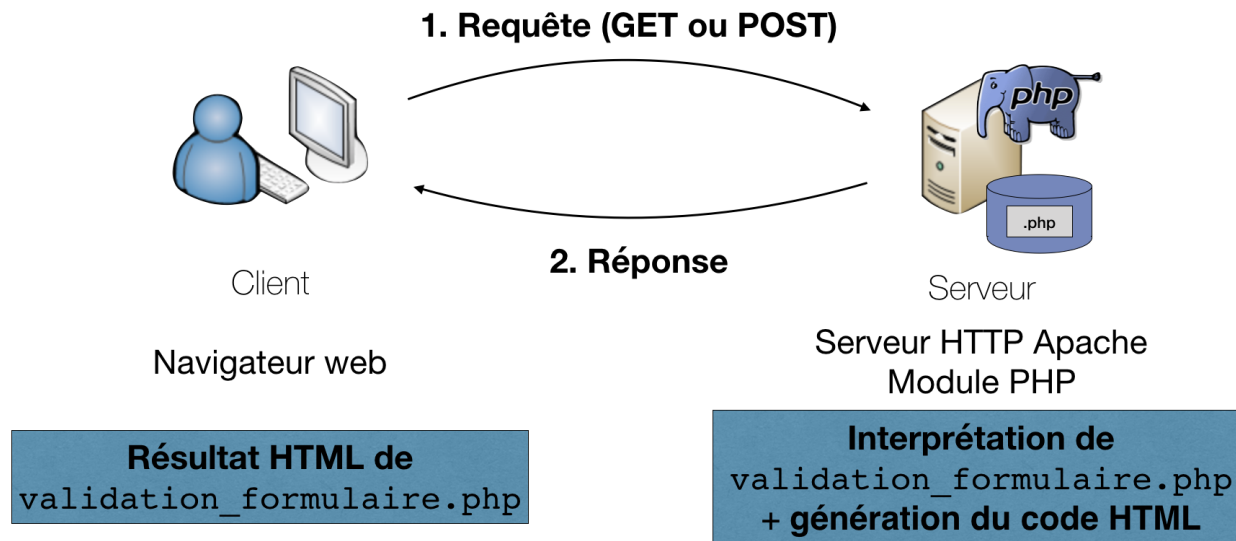 1. Requête (GET ou POST)
php
.php
2. Réponse
Client
Serveur
Navigateur web
Serveur HTTP Apache
Module PHP
Résultat HTML de
validation_formulaire.php
Interprétation de
validation_formulaire.php
+ génération du code HTML